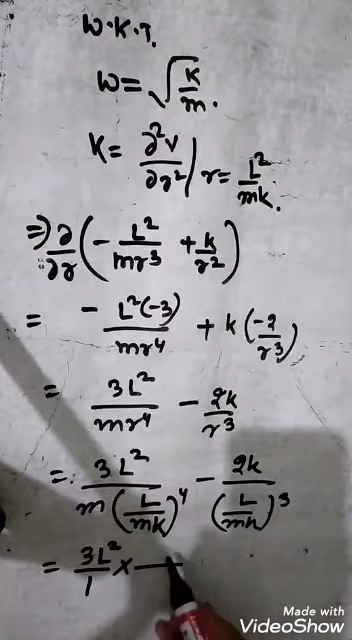 W.K.T.
ω = √(k/m).
K = ∂²V/∂r² | r = L²/mk.
⇒ ∂/∂r (-L²/mr³ + k/r²)
= -L²(-3)/mr⁴ + k(-2/r³)
= 3L²/mr⁴ - 2k/r³
= 3L²/m(L/mk)⁴ - 2k/(L/mk)³
= 3L²/1 ×
Made with
VideoShow